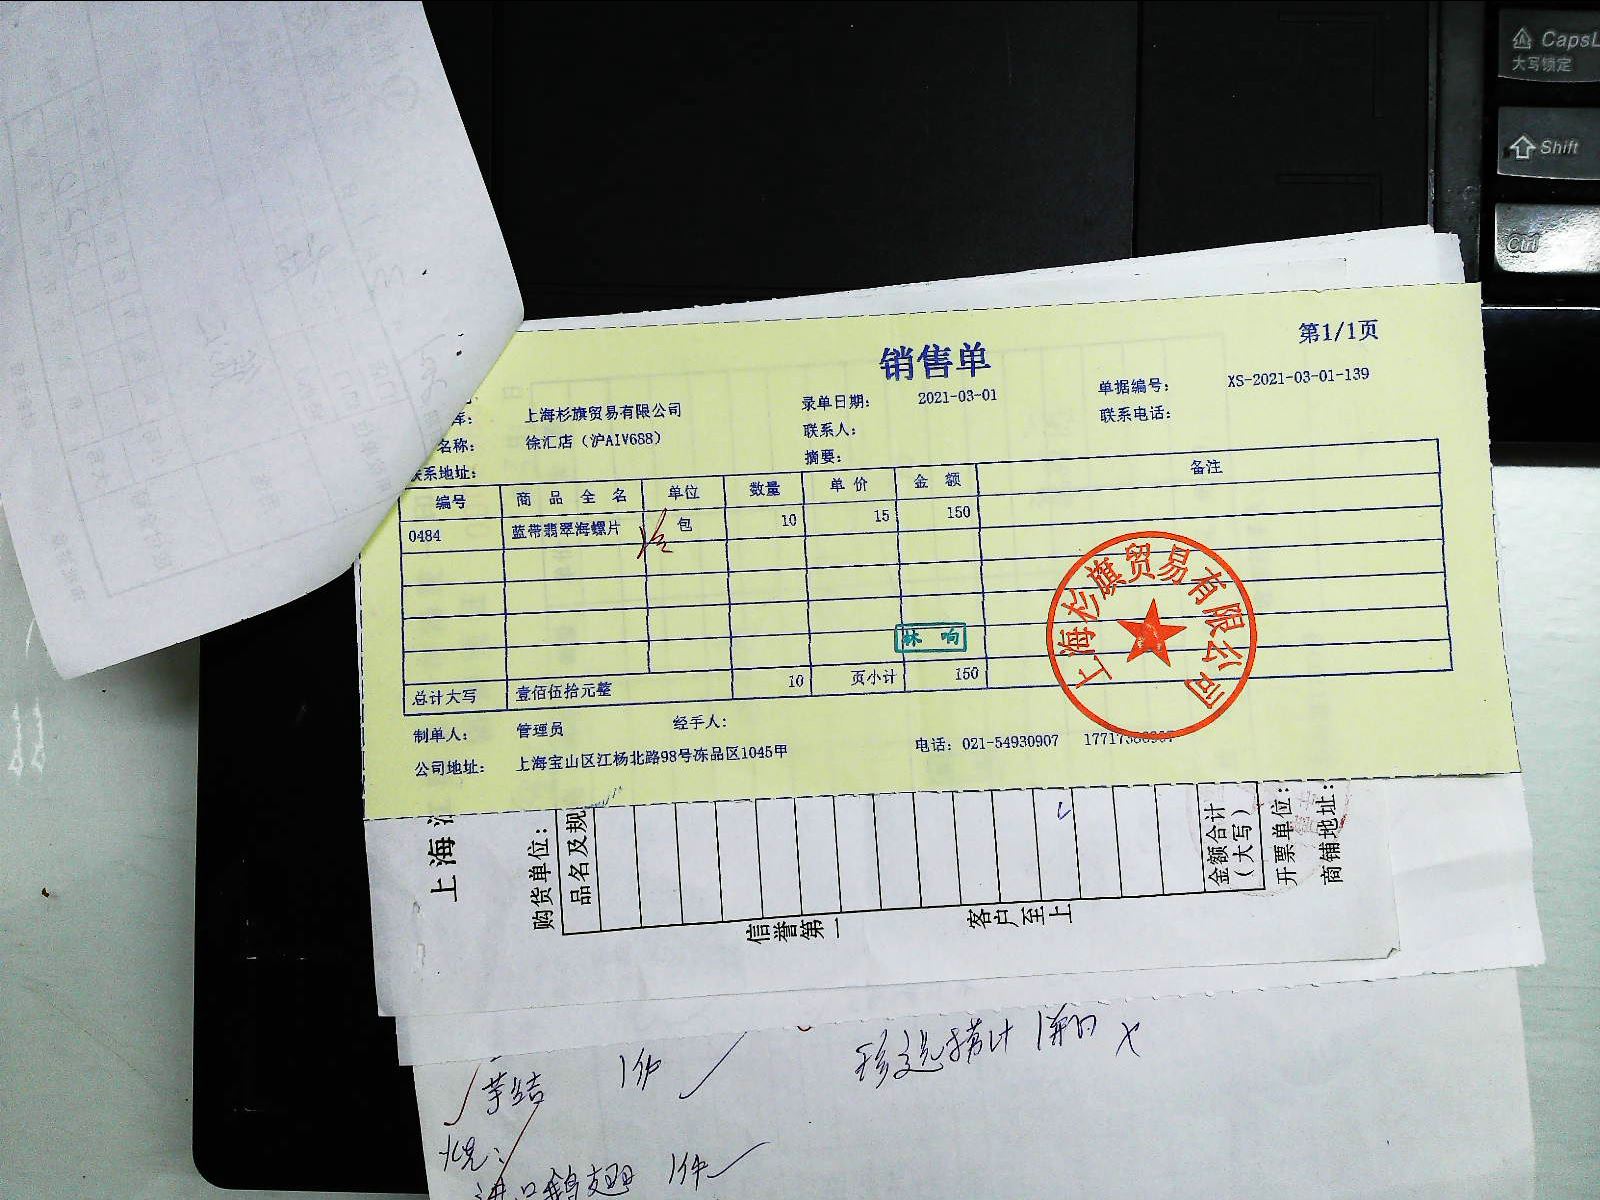 CapsL
大写锁定
Shift
Ctrl
第1/1页
销售单
库： 上海杉旗贸易有限公司 录单日期： 2021-03-01 单据编号： XS-2021-03-01-139
名称： 徐汇店（沪AIV688） 联系人： 联系电话：
联系地址： 摘要：
编号 商品全名 单位 数量 单价 金额 备注
0484 蓝带翡翠海螺片 包 10 15 150
林响
上海杉旗贸易有限公司
总计大写 壹佰伍拾元整 10 页小计 150
制单人： 管理员 经手人：
公司地址： 上海宝山区江杨北路98号冻品区1045甲 电话：021-54930907
上海
购货单位：
品名及规
金额合计
（大写）
开票单位：
商铺地址：
信誉第一
客户至上
1件
1件